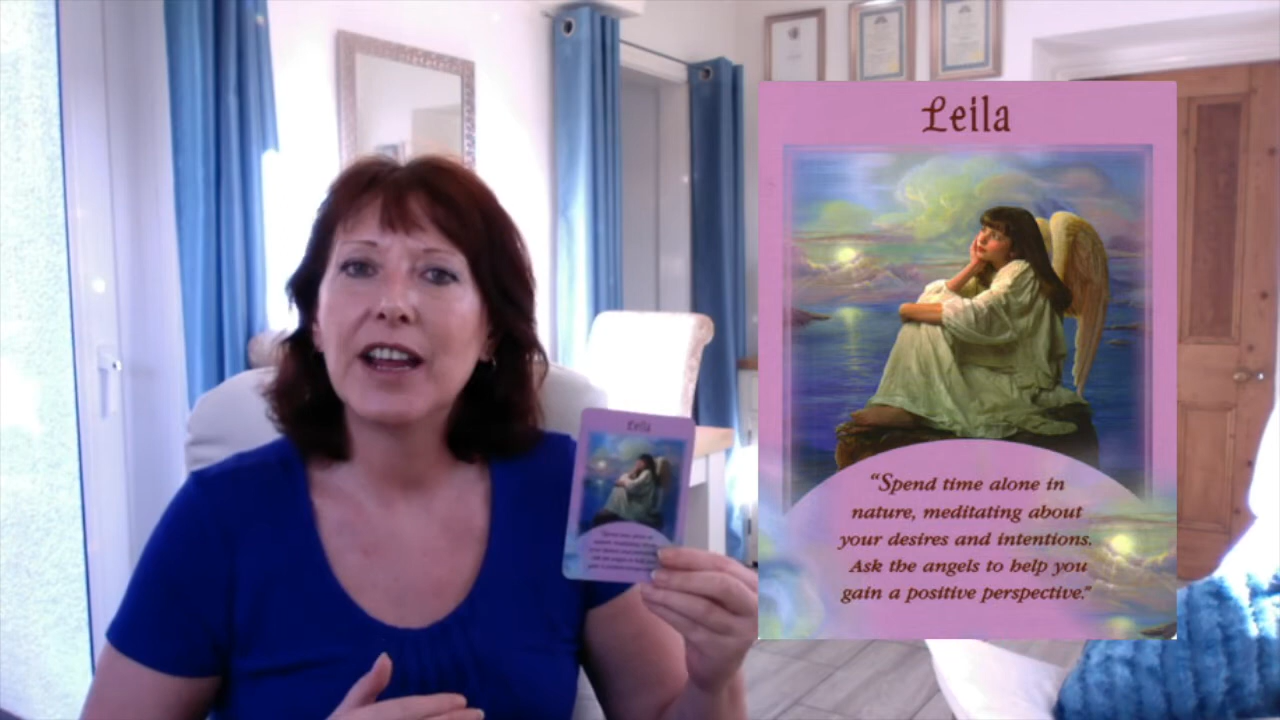 Leila
“Spend time alone in
nature, meditating about
your desires and intentions.
Ask the angels to help you
gain a positive perspective.”
Leila